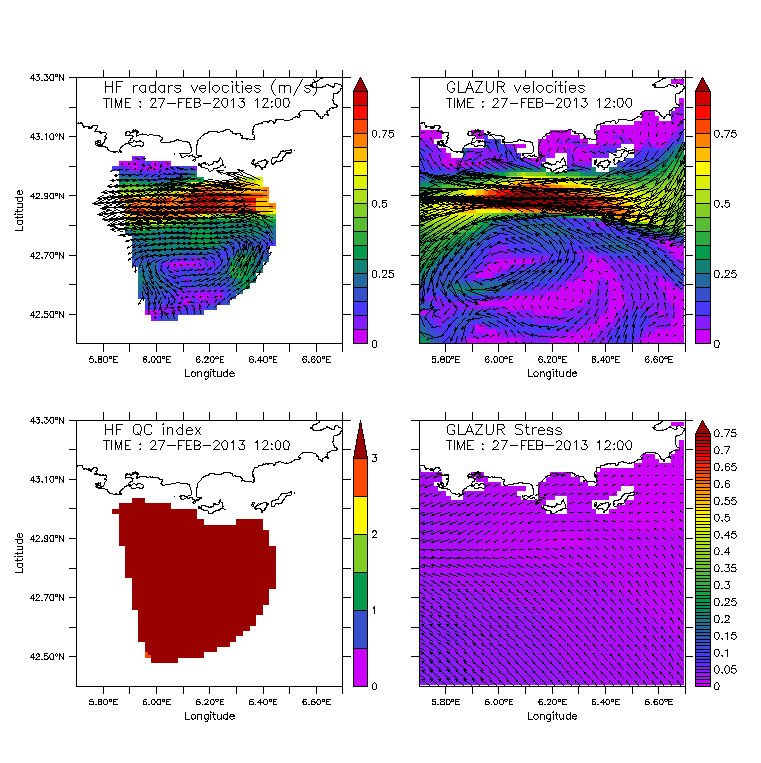 HF radars velocities (m/s)
TIME : 27-FEB-2013 12:00
43.30°N
43.10°N
42.90°N
42.70°N
42.50°N
Latitude
5.80°E 6.00°E 6.20°E 6.40°E 6.60°E
Longitude
0.75
0.5
0.25
0
GLAZUR velocities
TIME : 27-FEB-2013 12:00
5.80°E 6.00°E 6.20°E 6.40°E 6.60°E
Longitude
0.75
0.5
0.25
0
HF QC index
TIME : 27-FEB-2013 12:00
43.30°N
43.10°N
42.90°N
42.70°N
42.50°N
Latitude
5.80°E 6.00°E 6.20°E 6.40°E 6.60°E
Longitude
3
2
1
0
GLAZUR Stress
TIME : 27-FEB-2013 12:00
5.80°E 6.00°E 6.20°E 6.40°E 6.60°E
Longitude
0.75
0.7
0.65
0.6
0.55
0.5
0.45
0.4
0.35
0.3
0.25
0.2
0.15
0.1
0.05
0